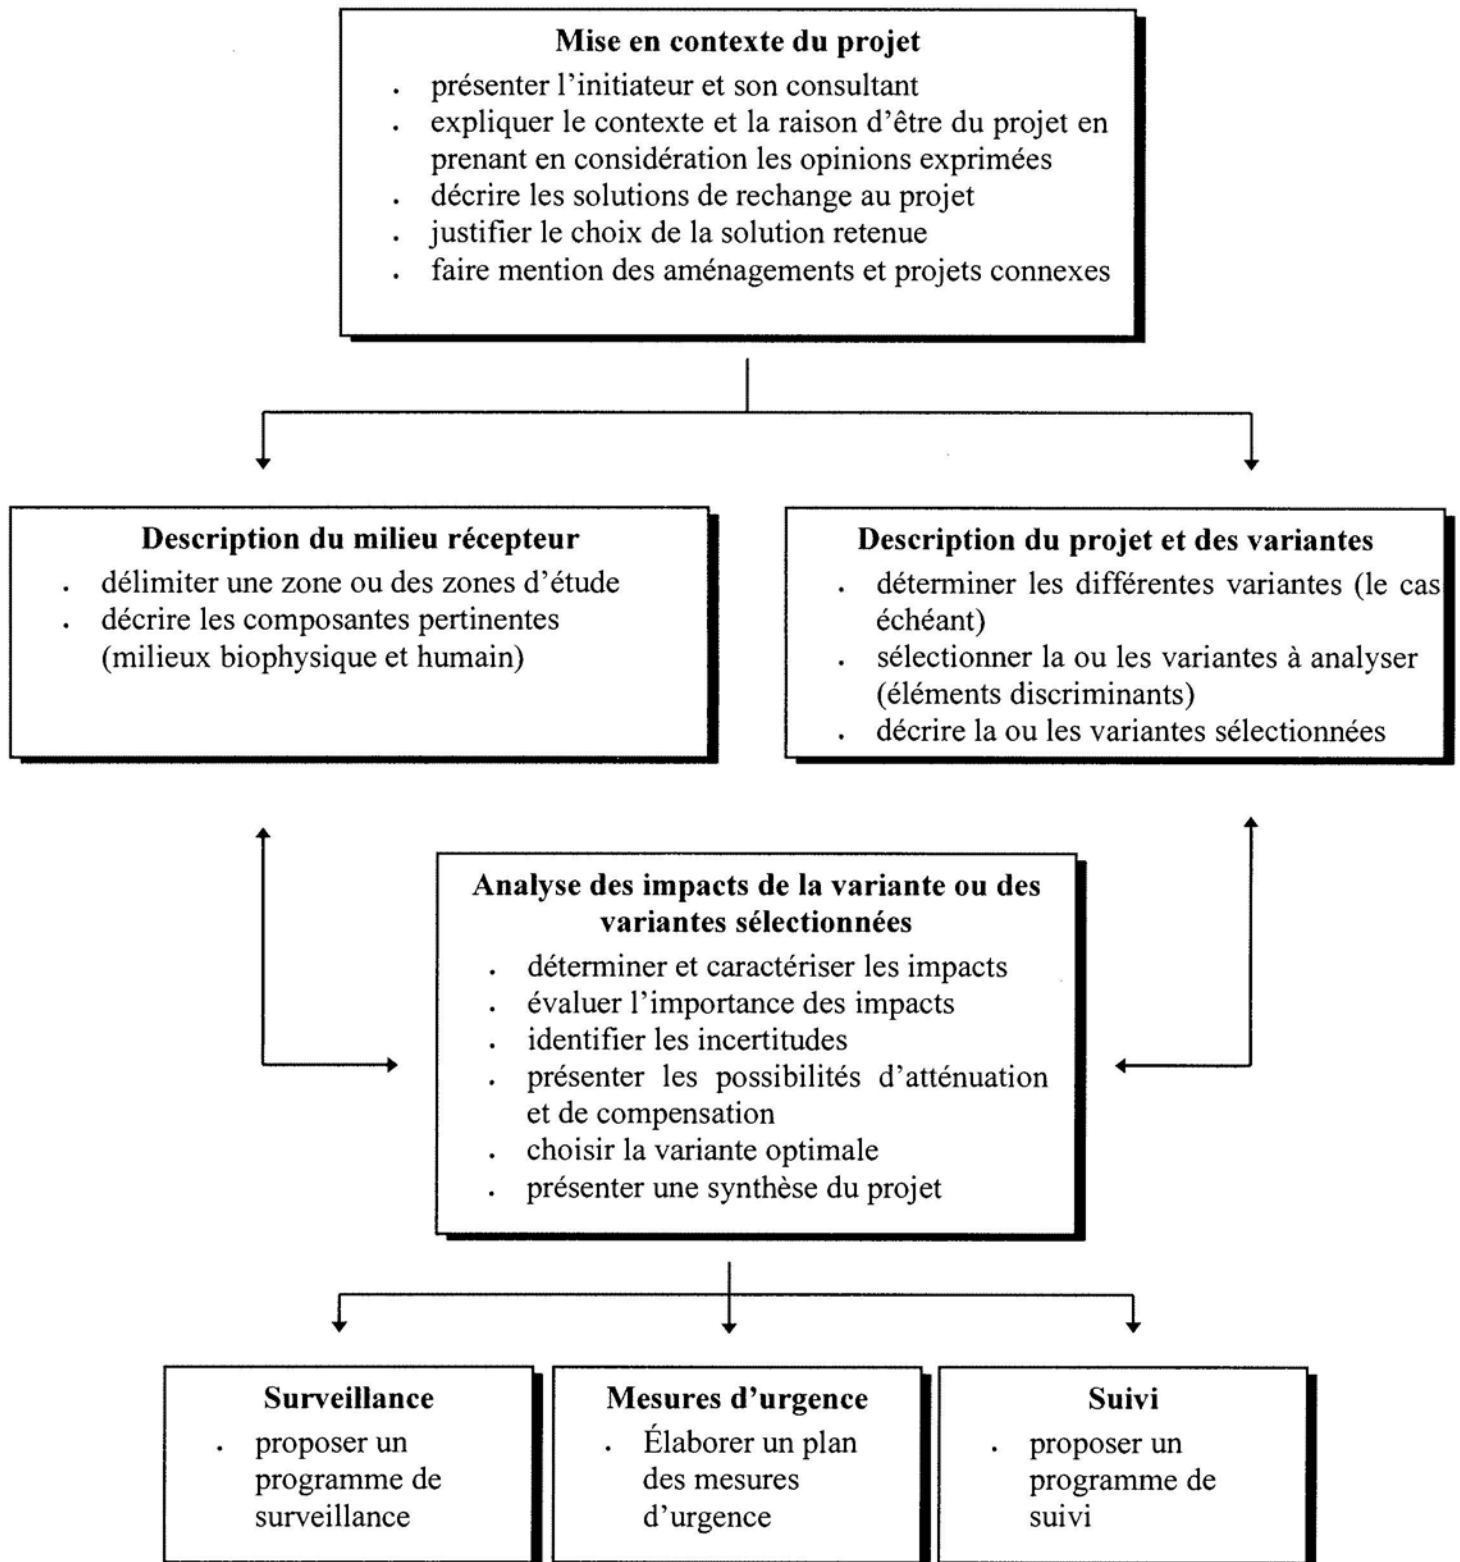 Mise en contexte du projet
. présenter l'initiateur et son consultant
. expliquer le contexte et la raison d'être du projet en
prenant en considération les opinions exprimées
. décrire les solutions de rechange au projet
. justifier le choix de la solution retenue
. faire mention des aménagements et projets connexes
Description du milieu récepteur
. délimiter une zone ou des zones d'étude
. décrire les composantes pertinentes
(milieux biophysique et humain)
Description du projet et des variantes
. déterminer les différentes variantes (le cas
échéant)
. sélectionner la ou les variantes à analyser
(éléments discriminants)
. décrire la ou les variantes sélectionnées
Analyse des impacts de la variante ou des
variantes sélectionnées
. déterminer et caractériser les impacts
. évaluer l'importance des impacts
. identifier les incertitudes
. présenter les possibilités d'atténuation
et de compensation
. choisir la variante optimale
. présenter une synthèse du projet
Surveillance
. proposer un
programme de
surveillance
Mesures d'urgence
. Élaborer un plan
des mesures
d'urgence
Suivi
. proposer un
programme de
suivi